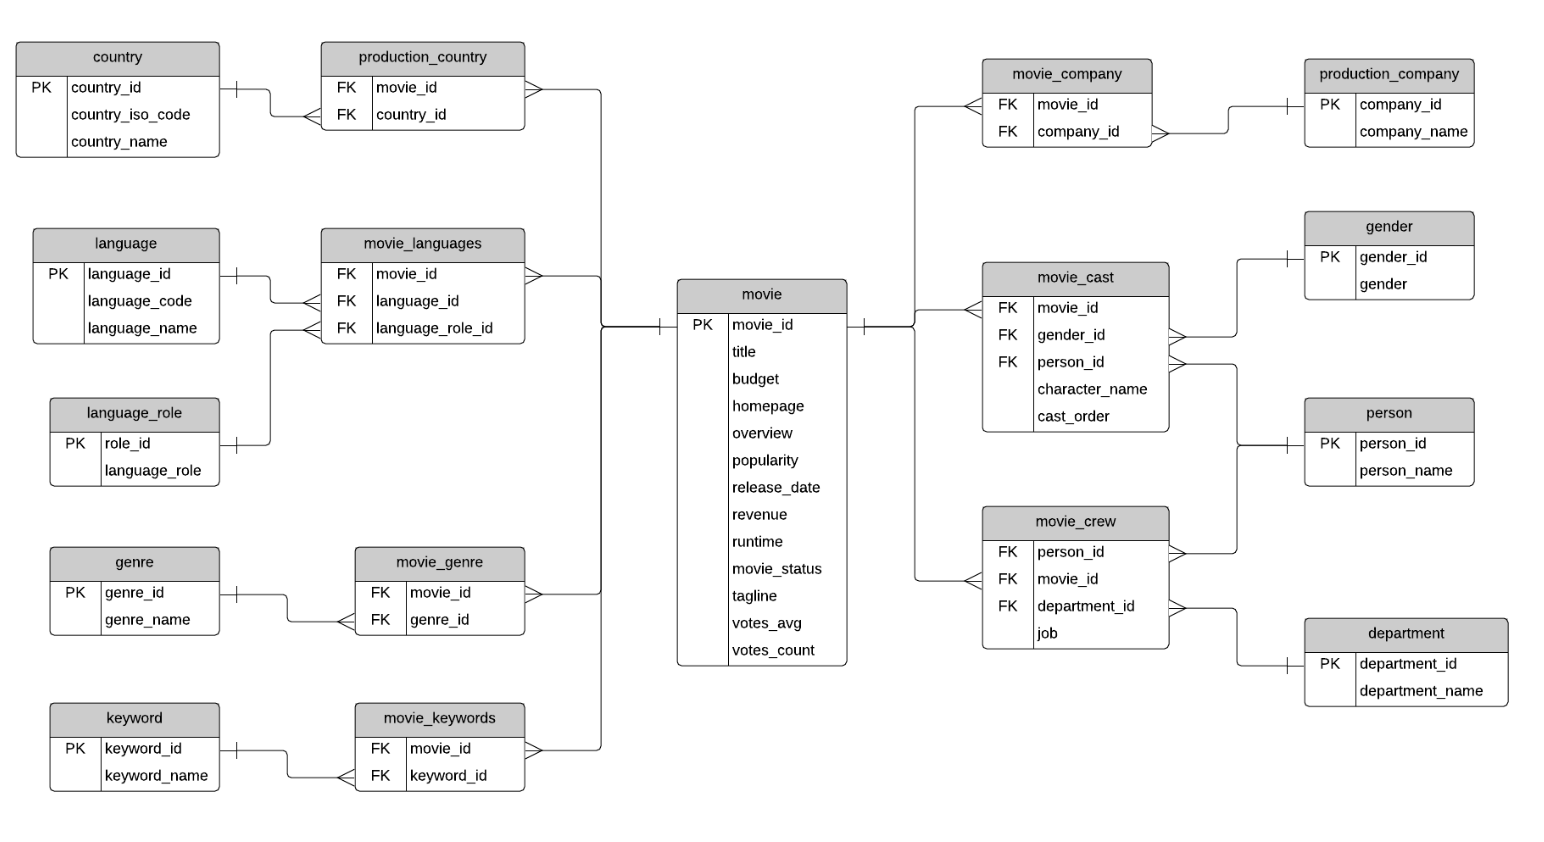 country
PK country_id
country_iso_code
country_name
production_country
FK movie_id
FK country_id
language
PK language_id
language_code
language_name
movie_languages
FK movie_id
FK language_id
FK language_role_id
language_role
PK role_id
language_role
genre
PK genre_id
genre_name
movie_genre
FK movie_id
FK genre_id
keyword
PK keyword_id
keyword_name
movie_keywords
FK movie_id
FK keyword_id
movie
PK movie_id
title
budget
homepage
overview
popularity
release_date
revenue
runtime
movie_status
tagline
votes_avg
votes_count
movie_company
FK movie_id
FK company_id
production_company
PK company_id
company_name
movie_cast
FK movie_id
FK gender_id
FK person_id
character_name
cast_order
gender
PK gender_id
gender
person
PK person_id
person_name
movie_crew
FK person_id
FK movie_id
FK department_id
job
department
PK department_id
department_name